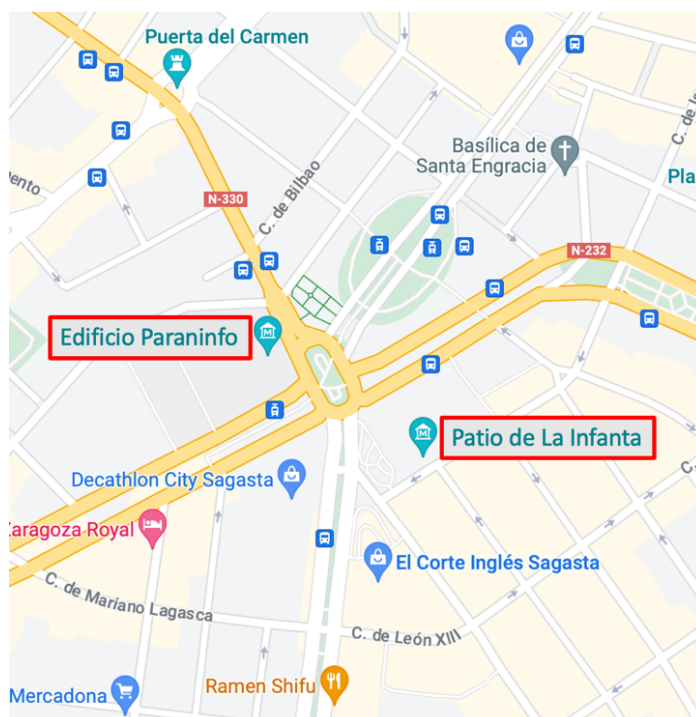 Puerta del Carmen
Basílica de
Santa Engracia
Pla
N-330
C. de Bilbao
N-232
Edificio Paraninfo
Patio de La Infanta
Decathlon City Sagasta
Zaragoza Royal
El Corte Inglés Sagasta
C. de Mariano Lagasca
C. de León XIII
Mercadona
Ramen Shifu